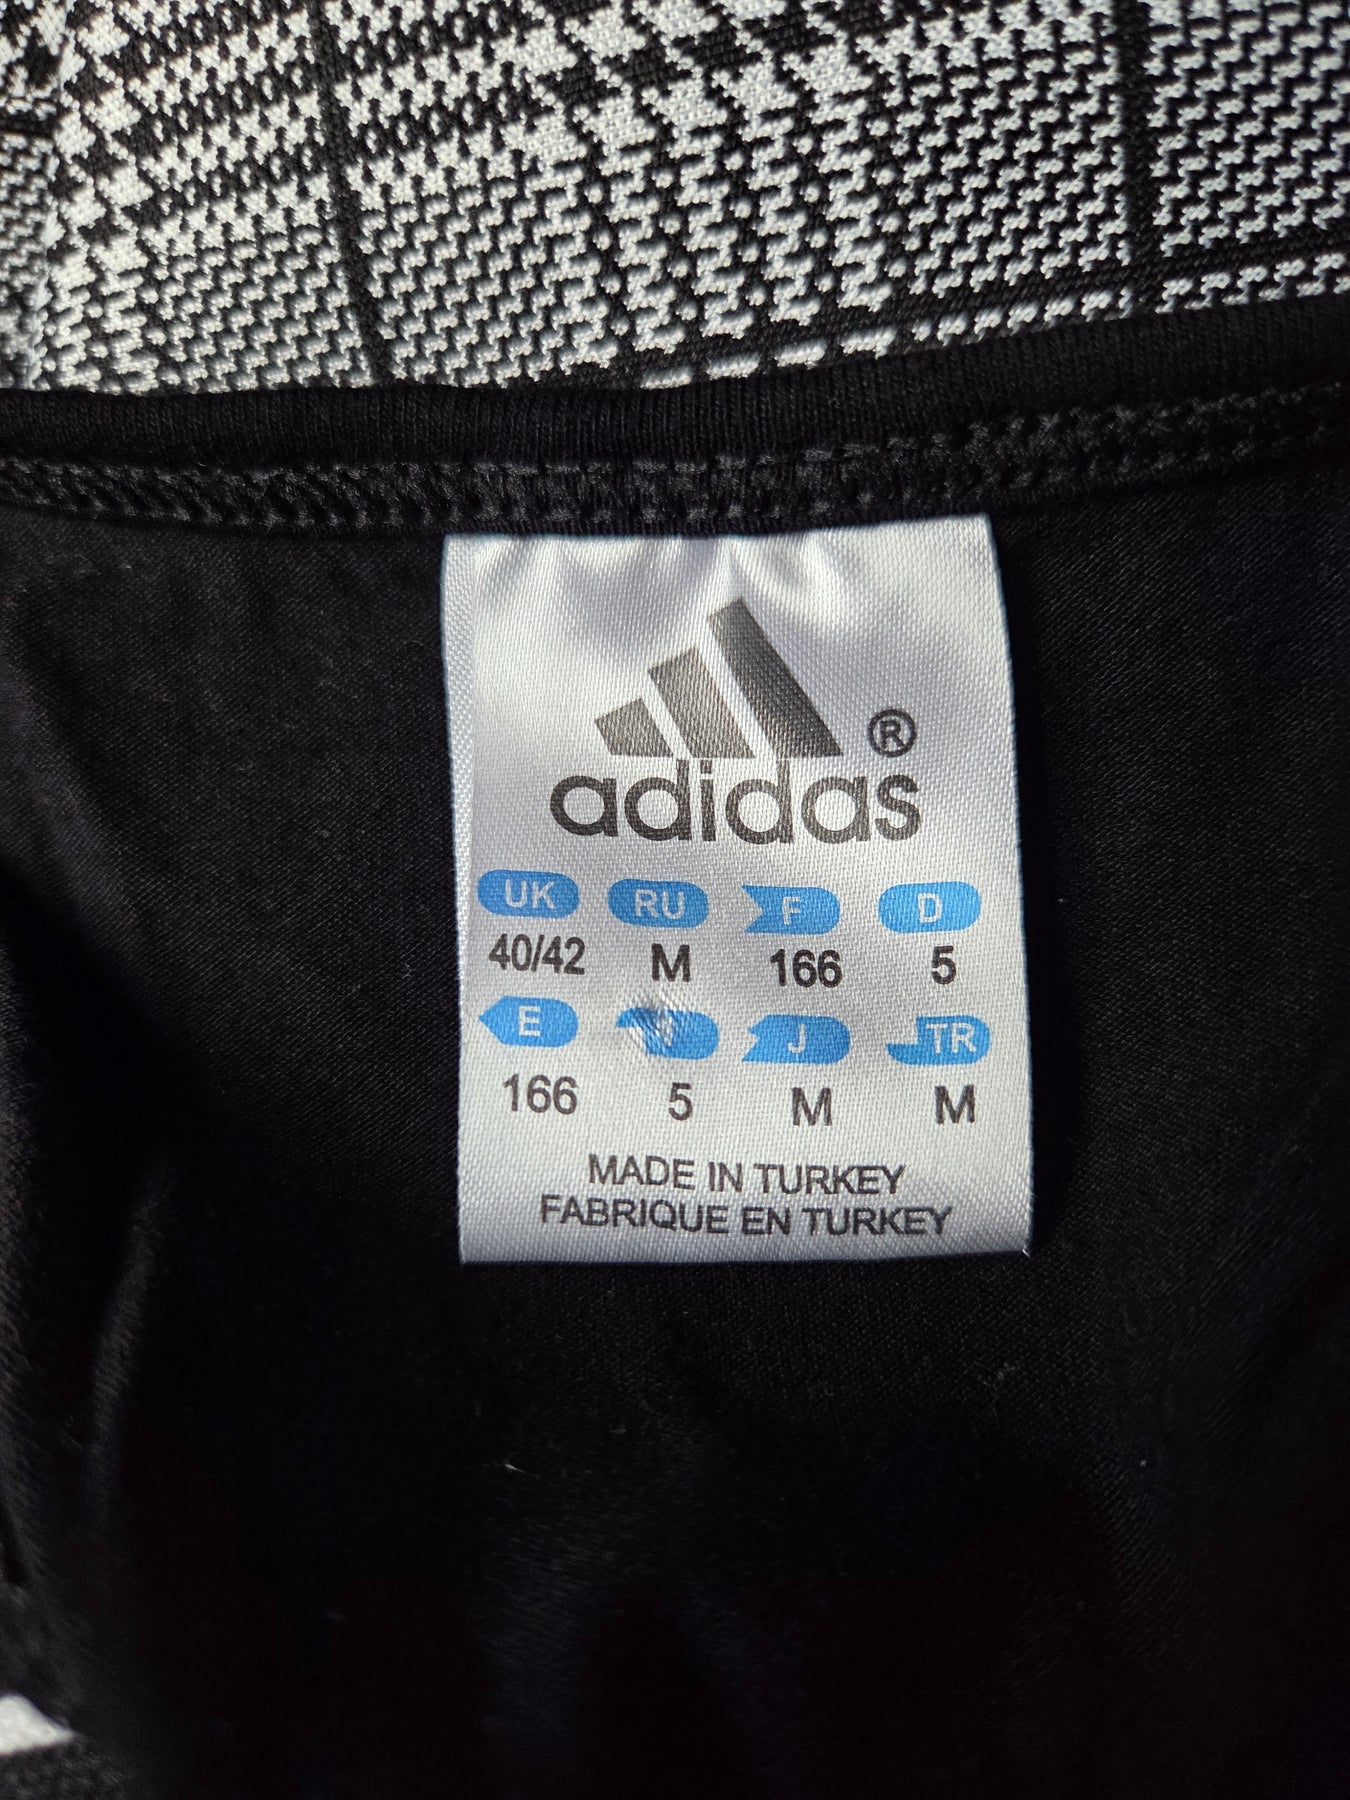 ®
adidas
UK RU F D
40/42 M 166 5
E J TR
166 5 M M
MADE IN TURKEY
FABRIQUE EN TURKEY